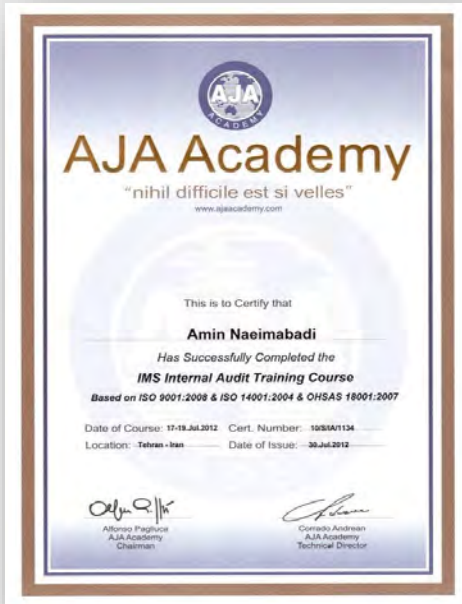 AJA
ACADEMY
AJA Academy
"nihil difficile est si velles"
www.ajaacademy.com
This is to Certify that
Amin Naeimabadi
Has Successfully Completed the
IMS Internal Audit Training Course
Based on ISO 9001:2008 & ISO 14001:2004 & OHSAS 18001:2007
Date of Course: 17-19.Jul.2012 Cert. Number: 10/S/IA/1134
Location: Tehran - Iran Date of Issue: 30.Jul.2012
Alfonso Pagliuca Corrado Andrean
AJA Academy AJA Academy
Chairman Technical Director